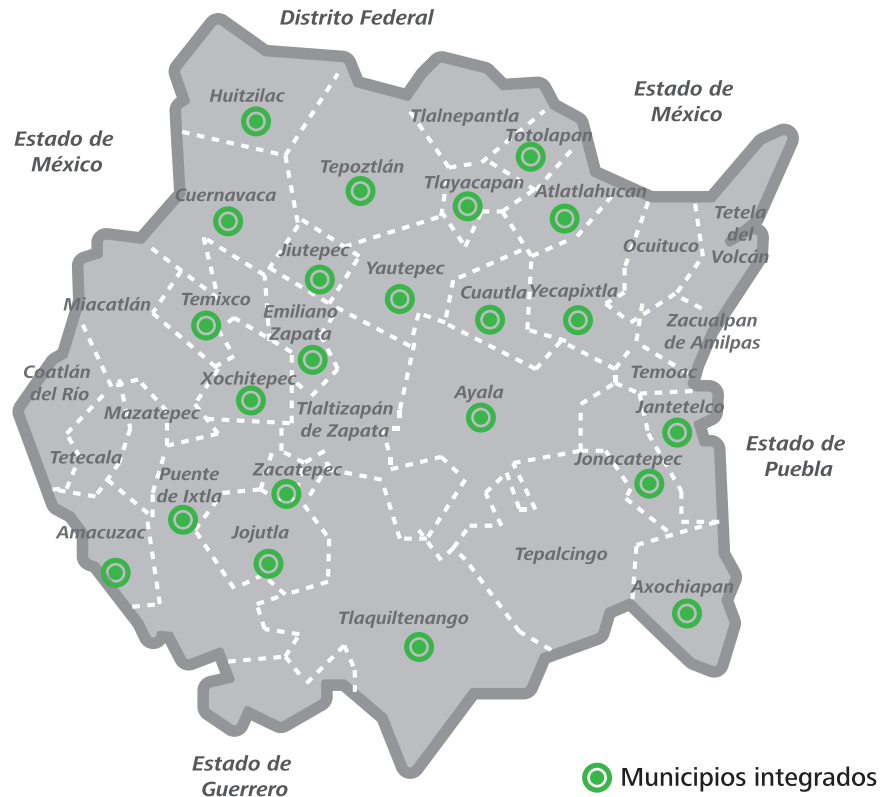 Distrito Federal
Estado de
México
Huitzilac
Tlalnepantla
Totolapan
Estado de
México
Tepoztlán
Tlayacapan
Atlatlahucan
Cuernavaca
Tetela
del
Volcán
Ocuituco
Jiutepec
Yautepec
Miacatlán
Temixco
Emiliano
Zapata
Cuautla
Yecapixtla
Zacualpan
de Amilpas
Coatlán
del Río
Xochitepec
Temoac
Mazatepec
Tlaltizapán
de Zapata
Ayala
Jantetelco
Tetecala
Puente
de Ixtla
Zacatepec
Jonacatepec
Estado de
Puebla
Amacuzac
Jojutla
Tepalcingo
Axochiapan
Tlaquiltenango
Estado de
Guerrero
Municipios integrados